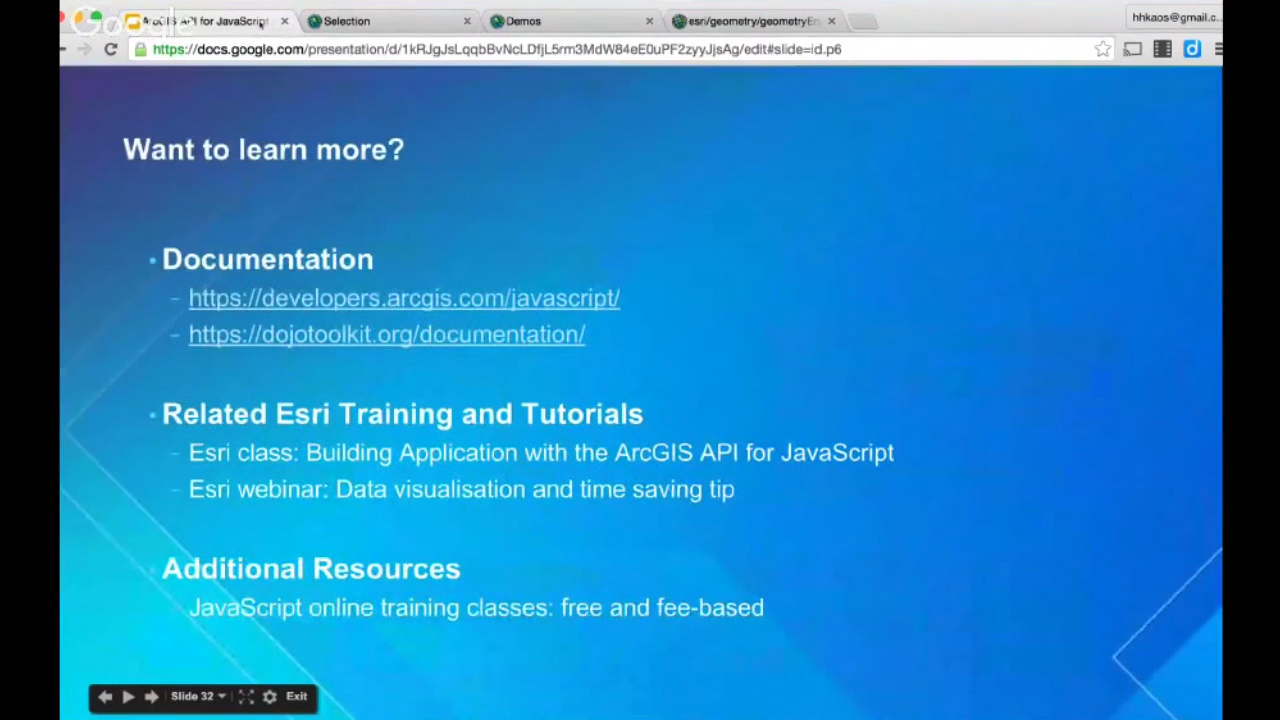 ArcGIS API for JavaScript
Selection
Demos
esri/geometry/geometryEn
hhkaos@gmail.c...
Google
https://docs.google.com/presentation/d/1kRJgJsLqqbBvNcLDfjL5rm3MdW84eE0uPF2zyyJjsAg/edit#slide=id.p6
Want to learn more?
• Documentation
- https://developers.arcgis.com/javascript/
- https://dojotoolkit.org/documentation/
• Related Esri Training and Tutorials
- Esri class: Building Application with the ArcGIS API for JavaScript
- Esri webinar: Data visualisation and time saving tip
Additional Resources
JavaScript online training classes: free and fee-based
Slide 32
Exit